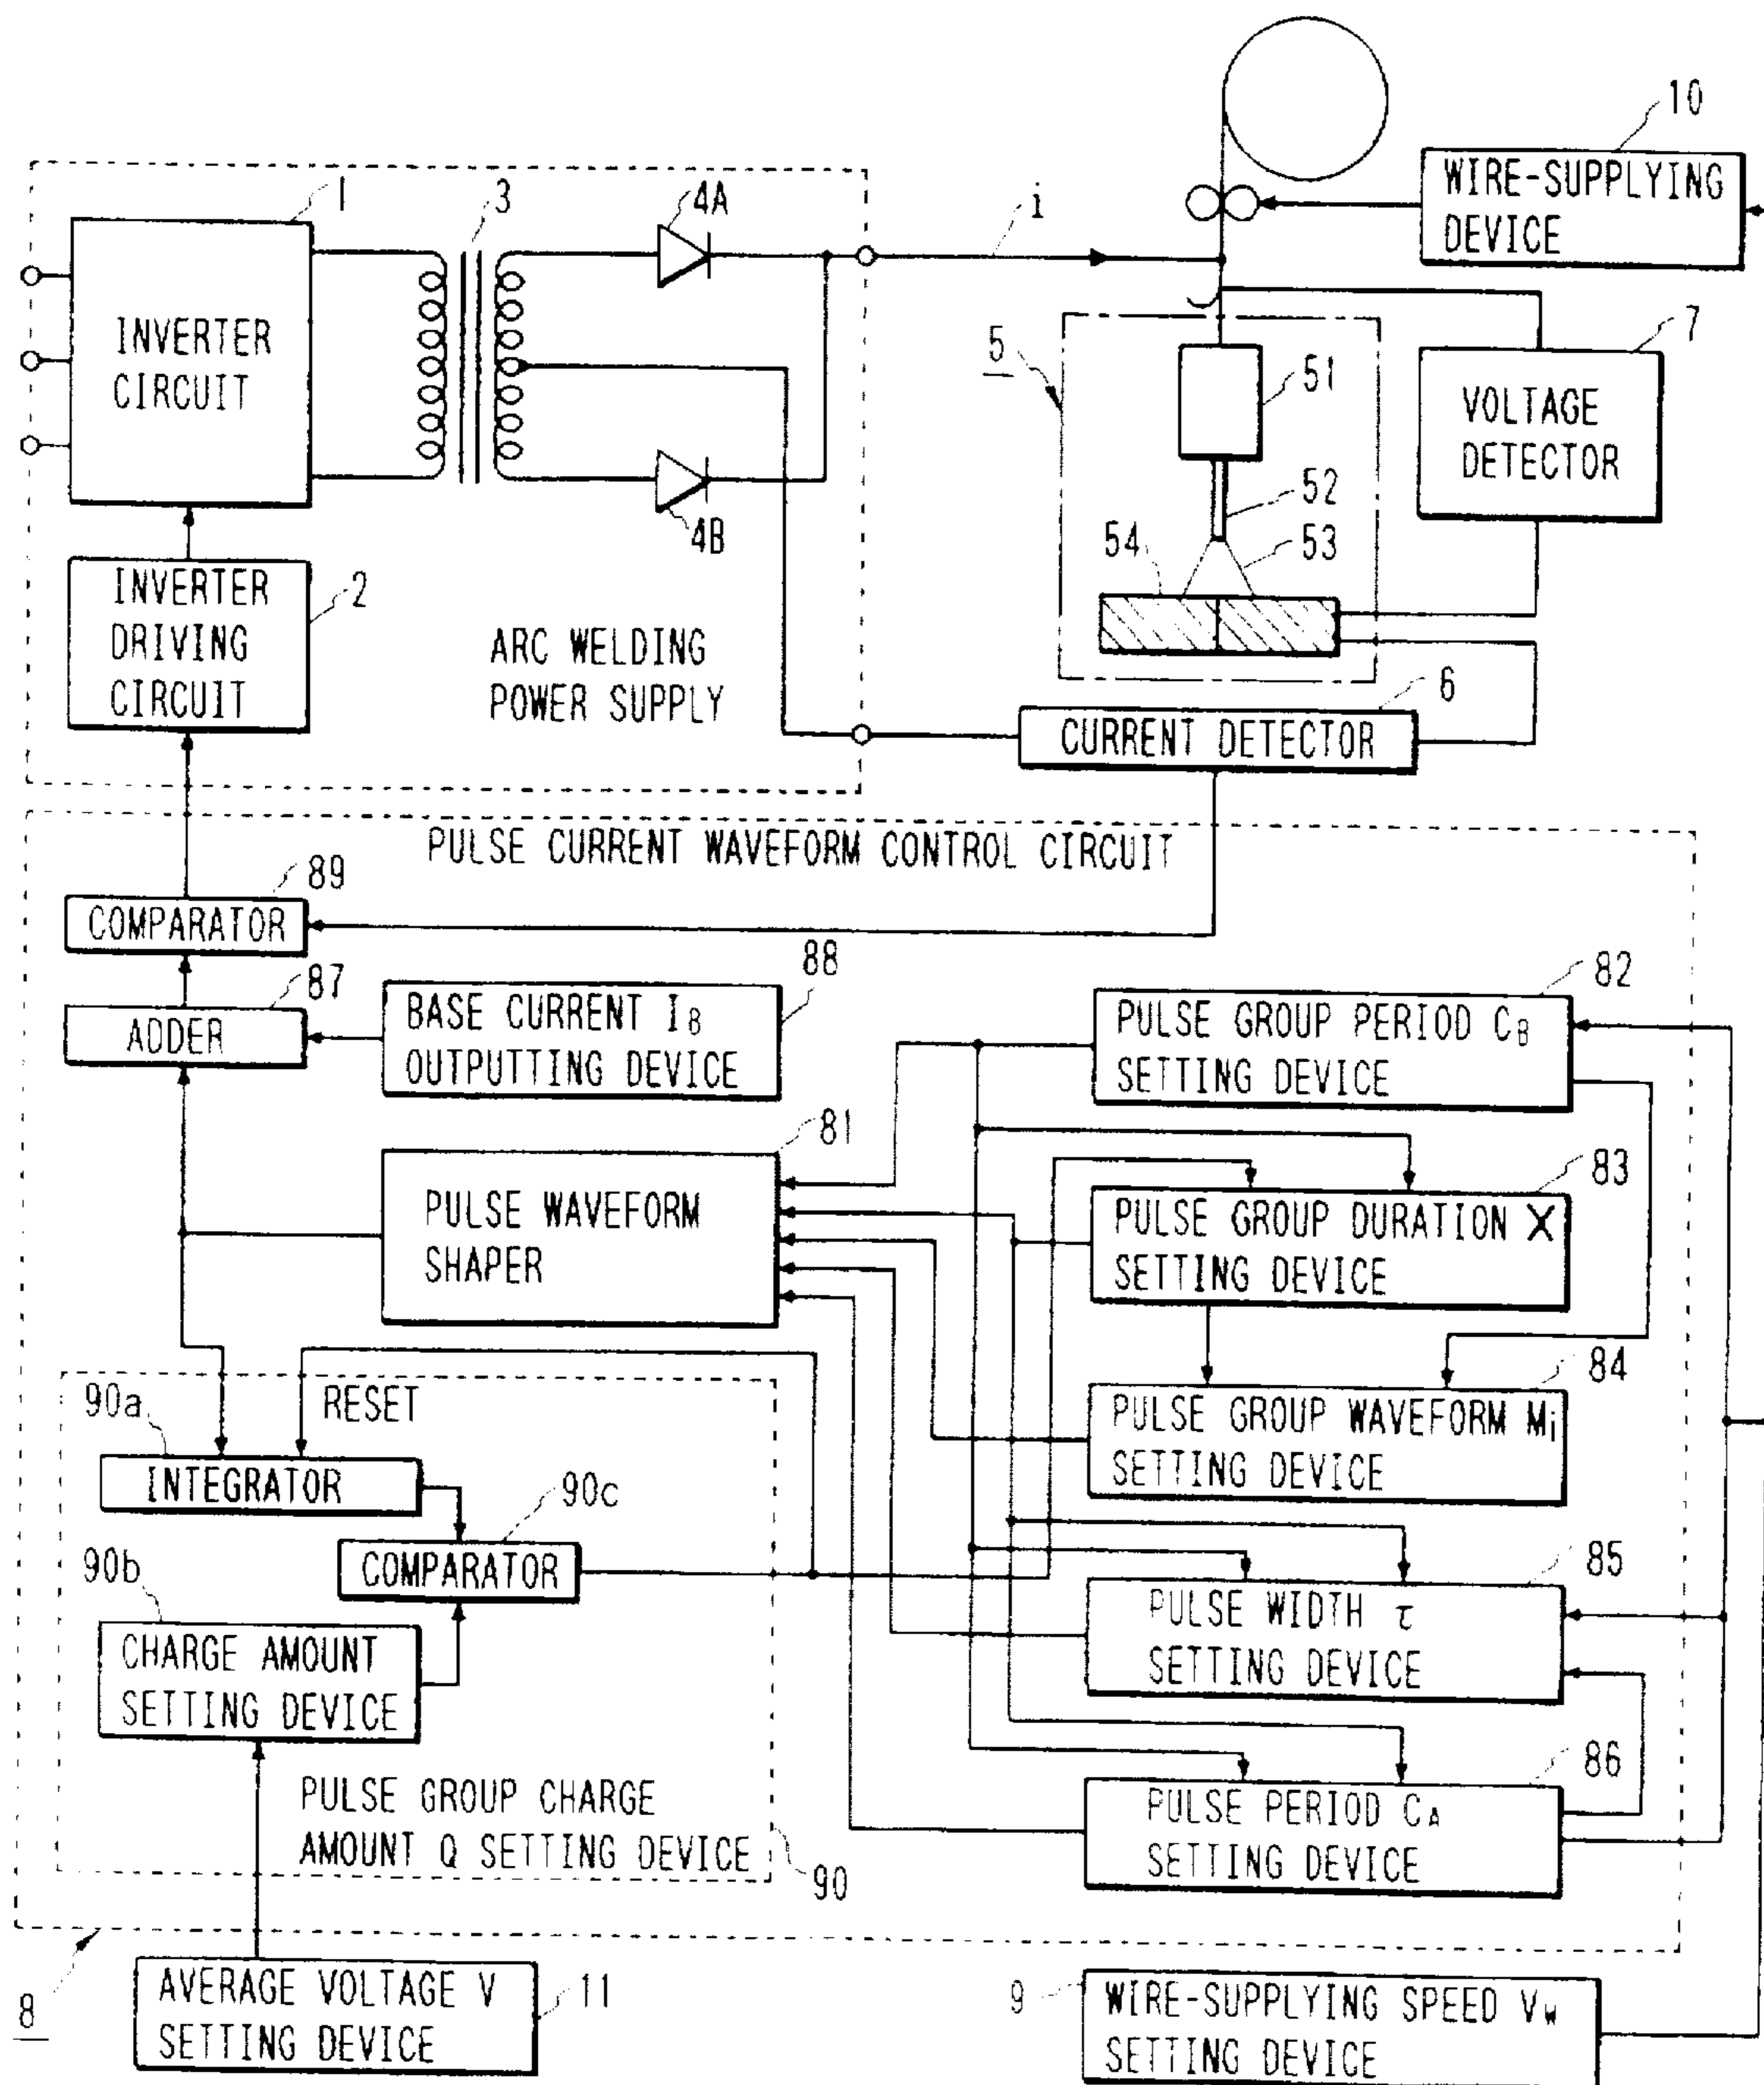 10
WIRE-SUPPLYING
DEVICE
1
3
4A
i
INVERTER
CIRCUIT
5
51
7
VOLTAGE
DETECTOR
4B
52
54
53
INVERTER
DRIVING
CIRCUIT
2
ARC WELDING
POWER SUPPLY
6
CURRENT DETECTOR
PULSE CURRENT WAVEFORM CONTROL CIRCUIT
89
COMPARATOR
87
ADDER
88
BASE CURRENT IB
OUTPUTTING DEVICE
82
PULSE GROUP PERIOD CB
SETTING DEVICE
81
PULSE WAVEFORM
SHAPER
83
PULSE GROUP DURATION X
SETTING DEVICE
84
PULSE GROUP WAVEFORM Mi
SETTING DEVICE
90a
RESET
INTEGRATOR
90c
COMPARATOR
90b
CHARGE AMOUNT
SETTING DEVICE
85
PULSE WIDTH τ
SETTING DEVICE
86
PULSE PERIOD CA
SETTING DEVICE
PULSE GROUP CHARGE
AMOUNT Q SETTING DEVICE
90
8
AVERAGE VOLTAGE V
SETTING DEVICE
11
9
WIRE-SUPPLYING SPEED VW
SETTING DEVICE